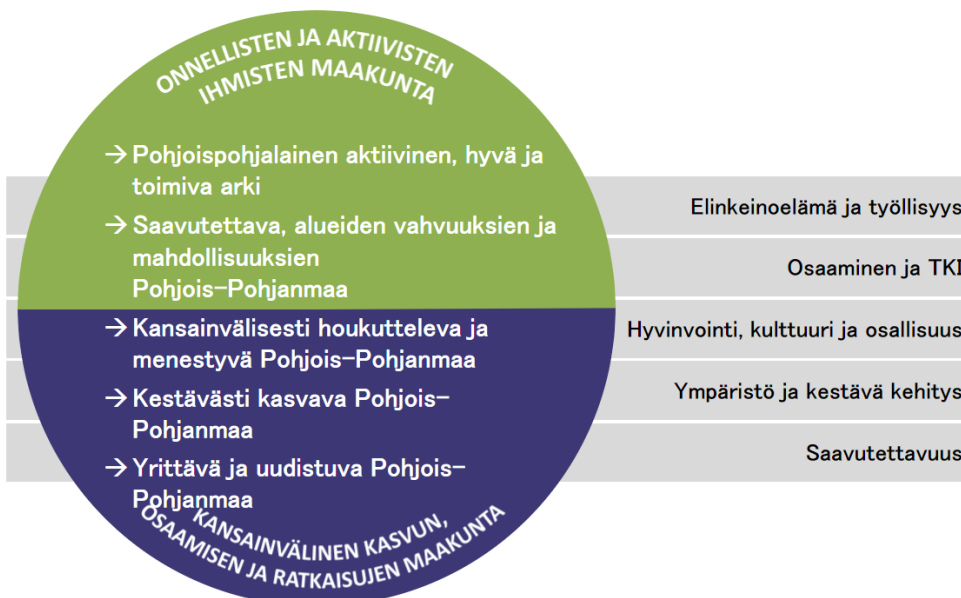 ONNELLISTEN JA AKTIIVISTEN
IHMISTEN MAAKUNTA
→ Pohjoispohjalainen aktiivinen, hyvä ja
toimiva arki
→ Saavutettava, alueiden vahvuuksien ja
mahdollisuuksien
Pohjois-Pohjanmaa
→ Kansainvälisesti houkutteleva ja
menestyvä Pohjois-Pohjanmaa
→ Kestävästi kasvava Pohjois-
Pohjanmaa
→ Yrittävä ja uudistuva Pohjois-
Pohjanmaa
KANSAINVÄLINEN KASVUN,
OSAAMISEN JA RATKAISUJEN MAAKUNTA
Elinkeinoelämä ja työllisyys
Osaaminen ja TKI
Hyvinvointi, kulttuuri ja osallisuus
Ympäristö ja kestävä kehitys
Saavutettavuus